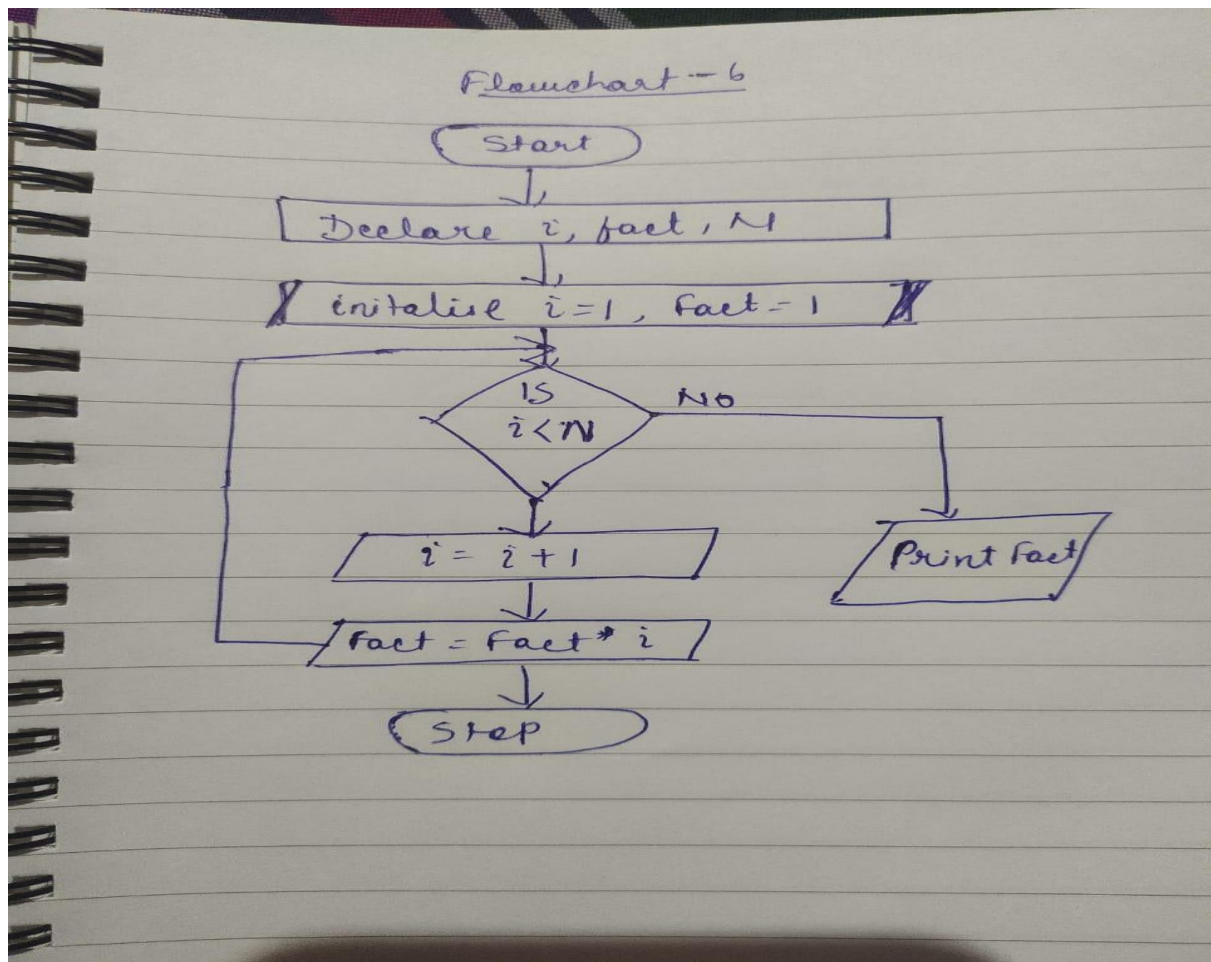 Flowchart - 6
Start
Declare i, fact, N
initalise i=1, Fact = 1
IS
i < N
NO
i = i + 1
Print Fact
Fact = Fact * i
Stop